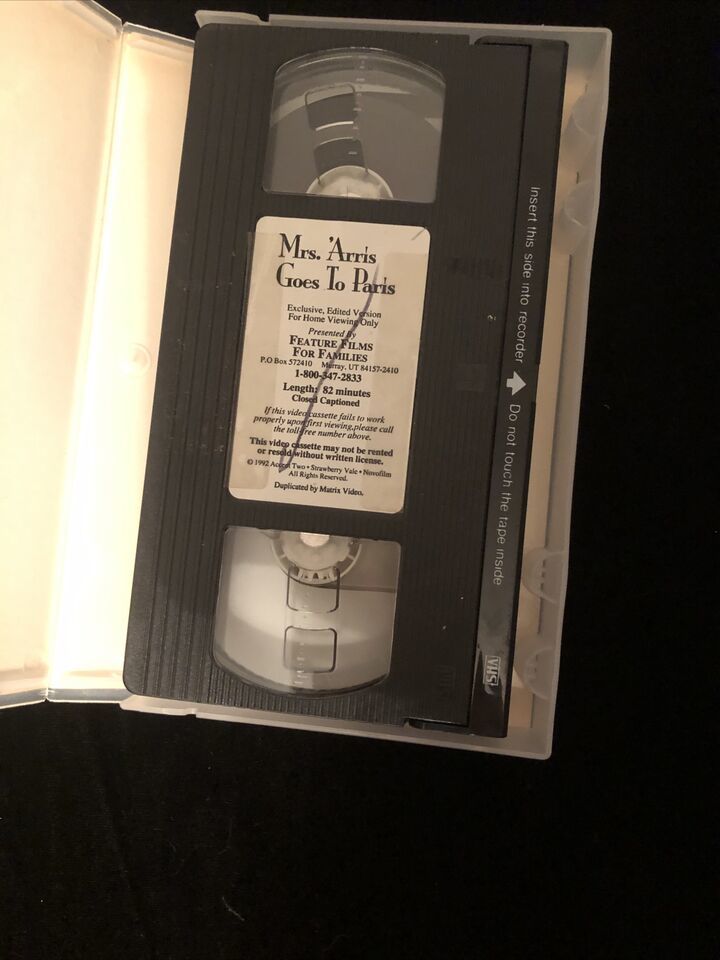 Mrs. 'Arris
Goes To Paris
Exclusive, Edited Version
For Home Viewing Only
Presented by
FEATURE FILMS
FOR FAMILIES
P.O Box 572410 Murray, UT 84157-2410
1-800-347-2833
Length: 82 minutes
Closed Captioned
If this video cassette fails to work
properly upon first viewing,please call
the toll-free number above.
This video cassette may not be rented
or resold without written license.
© 1992 Accent Two • Strawberry Vale • Novofilm
All Rights Reserved.
Duplicated by Matrix Video.
Insert this side into recorder
Do not touch the tape inside
VHS